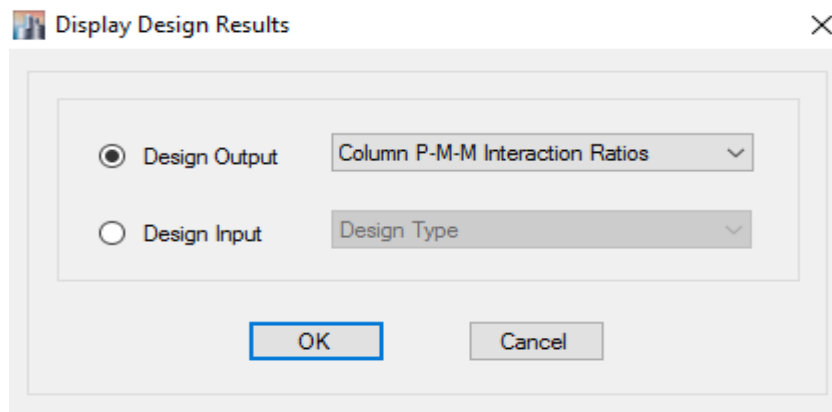 Display Design Results
Design Output Column P-M-M Interaction Ratios
Design Input Design Type
OK Cancel